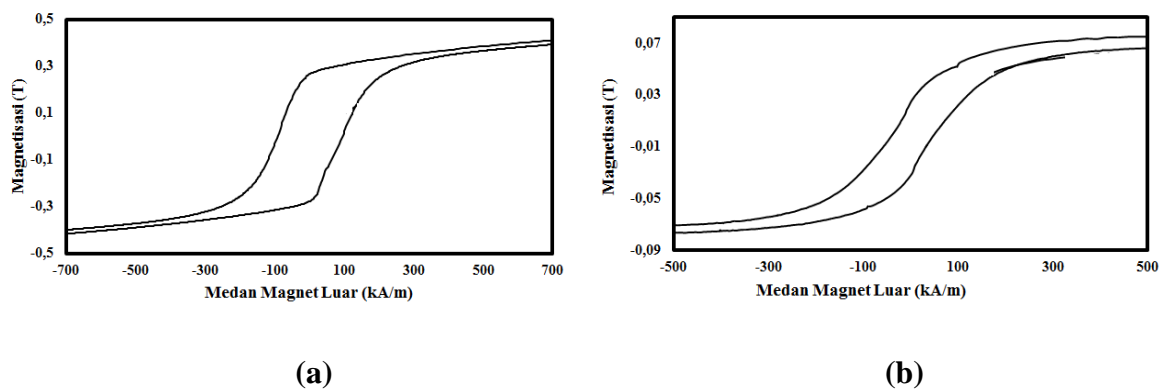 0,5
0,3
0,1
-0,1
-0,3
-0,5
Magnetisasi (T)
-700 -500 -300 -100 100 300 500 700
Medan Magnet Luar (kA/m)
(a)
0,09
0,07
0,03
-0,01
-0,05
-0,09
Magnetisasi (T)
-500 -300 -100 100 300 500
Medan Magnet Luar (kA/m)
(b)